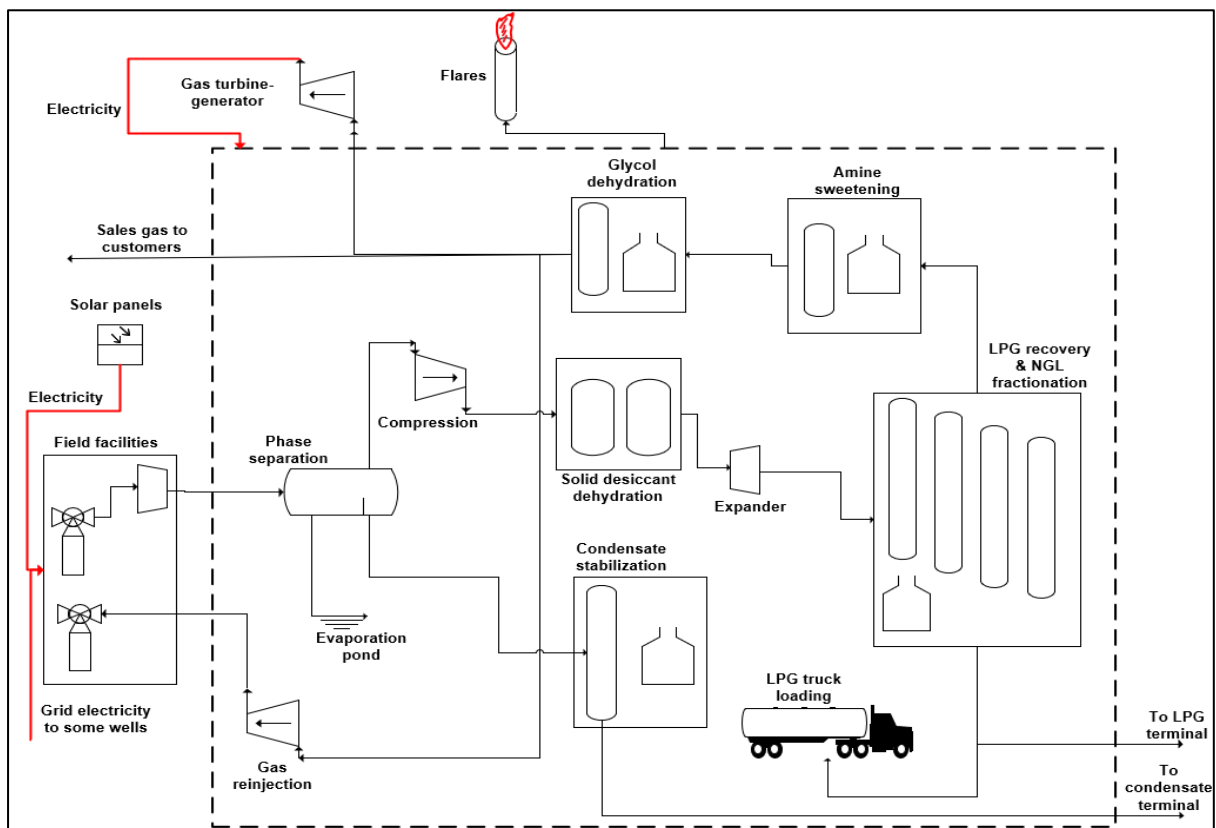 Flares
Gas turbine-
generator
Electricity
Glycol
dehydration
Amine
sweetening
Sales gas to
customers
Solar panels
LPG recovery
& NGL
fractionation
Electricity
Compression
Field facilities
Phase
separation
Solid desiccant
dehydration
Expander
Condensate
stabilization
Evaporation
pond
LPG truck
loading
Grid electricity
to some wells
To LPG
terminal
Gas
reinjection
To
condensate
terminal